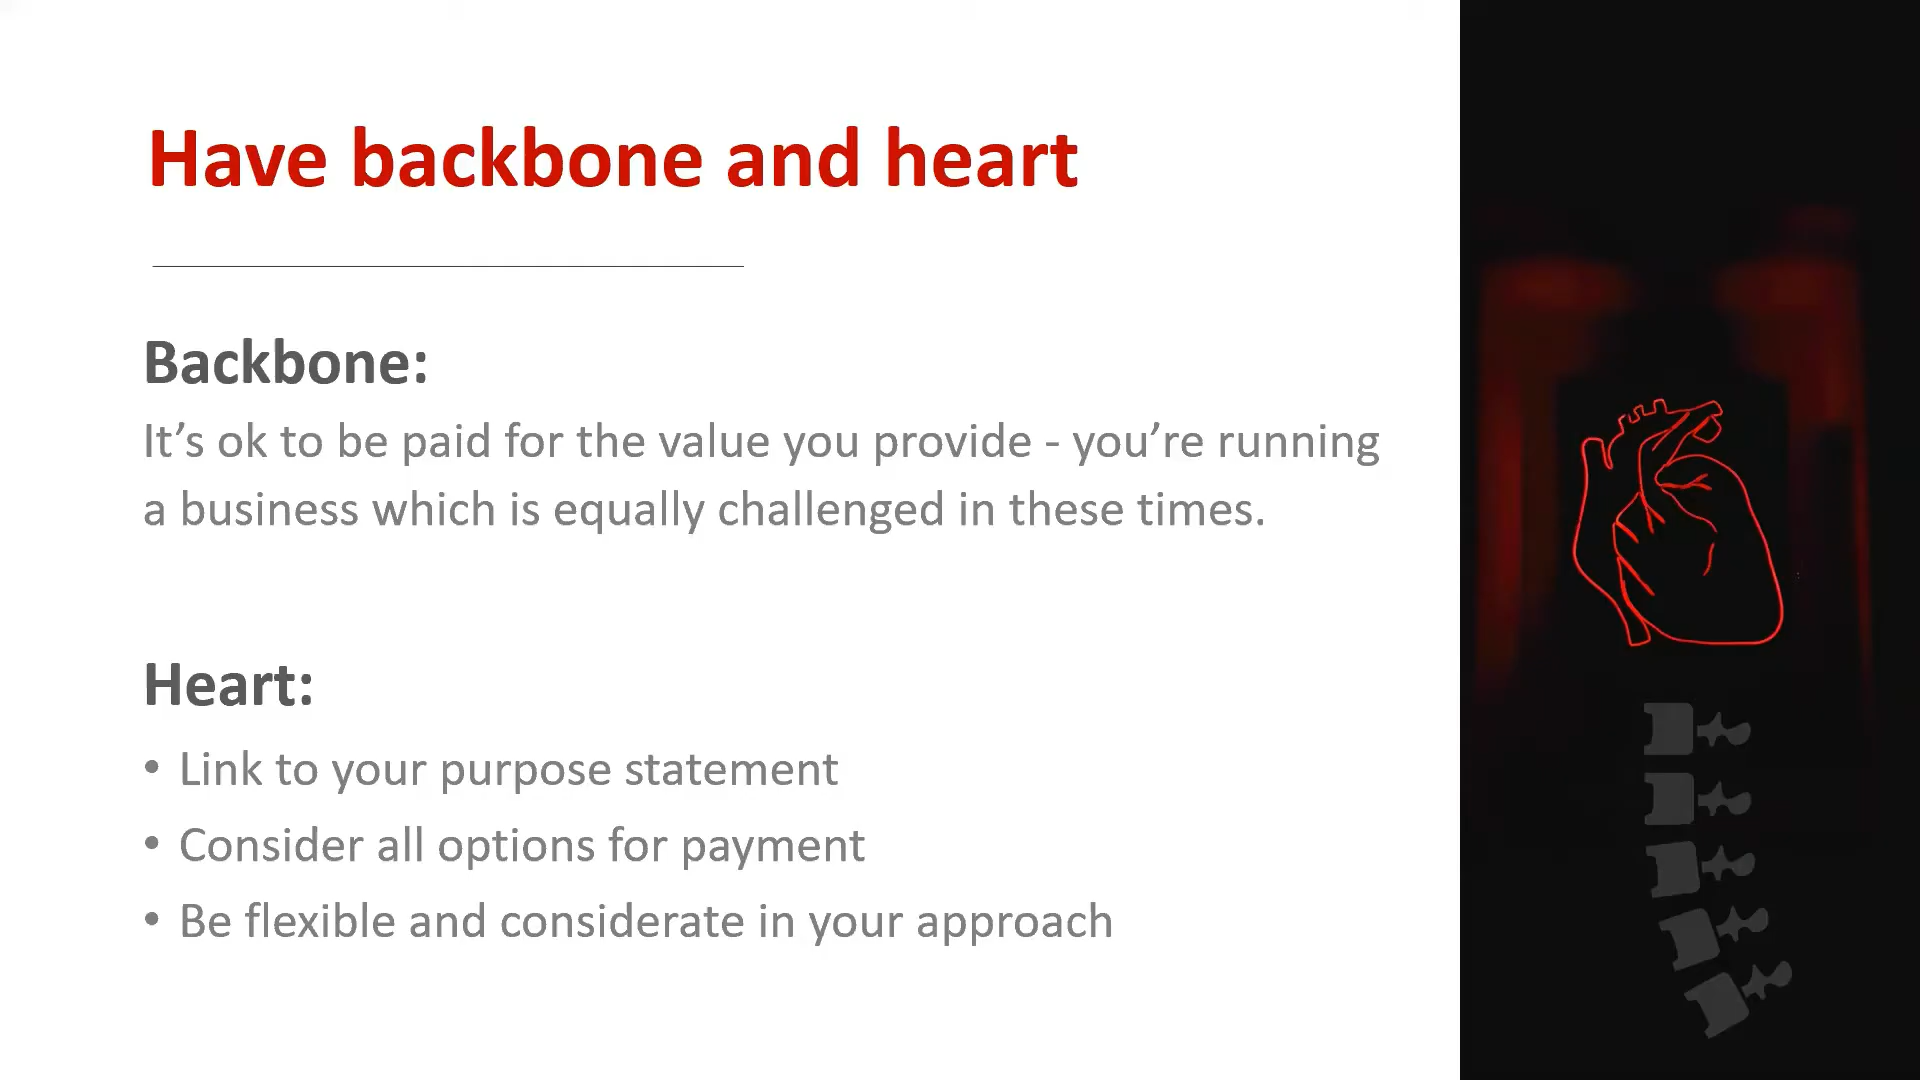 Have backbone and heart
Backbone:
It’s ok to be paid for the value you provide - you’re running
a business which is equally challenged in these times.
Heart:
• Link to your purpose statement
• Consider all options for payment
• Be flexible and considerate in your approach